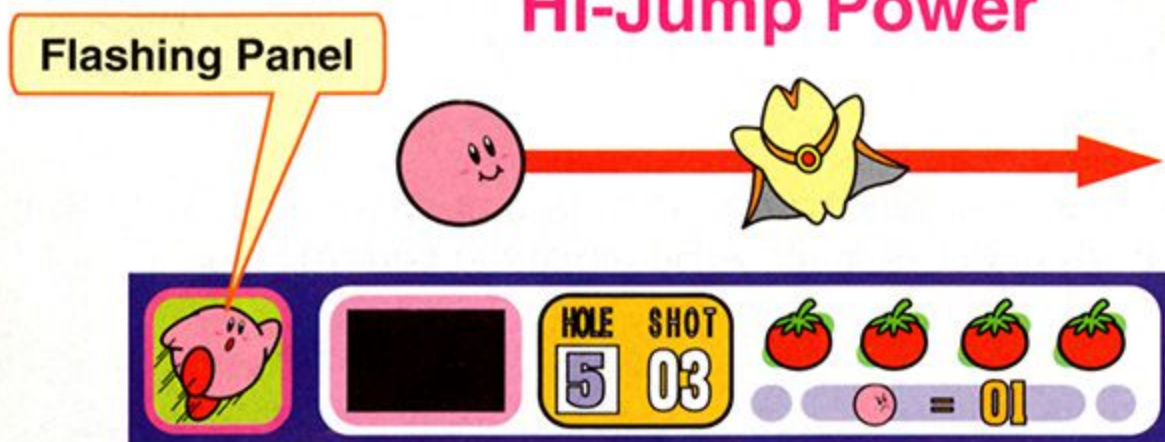 Hi-Jump Power
Flashing Panel
HOLE SHOT
5 03
= 01